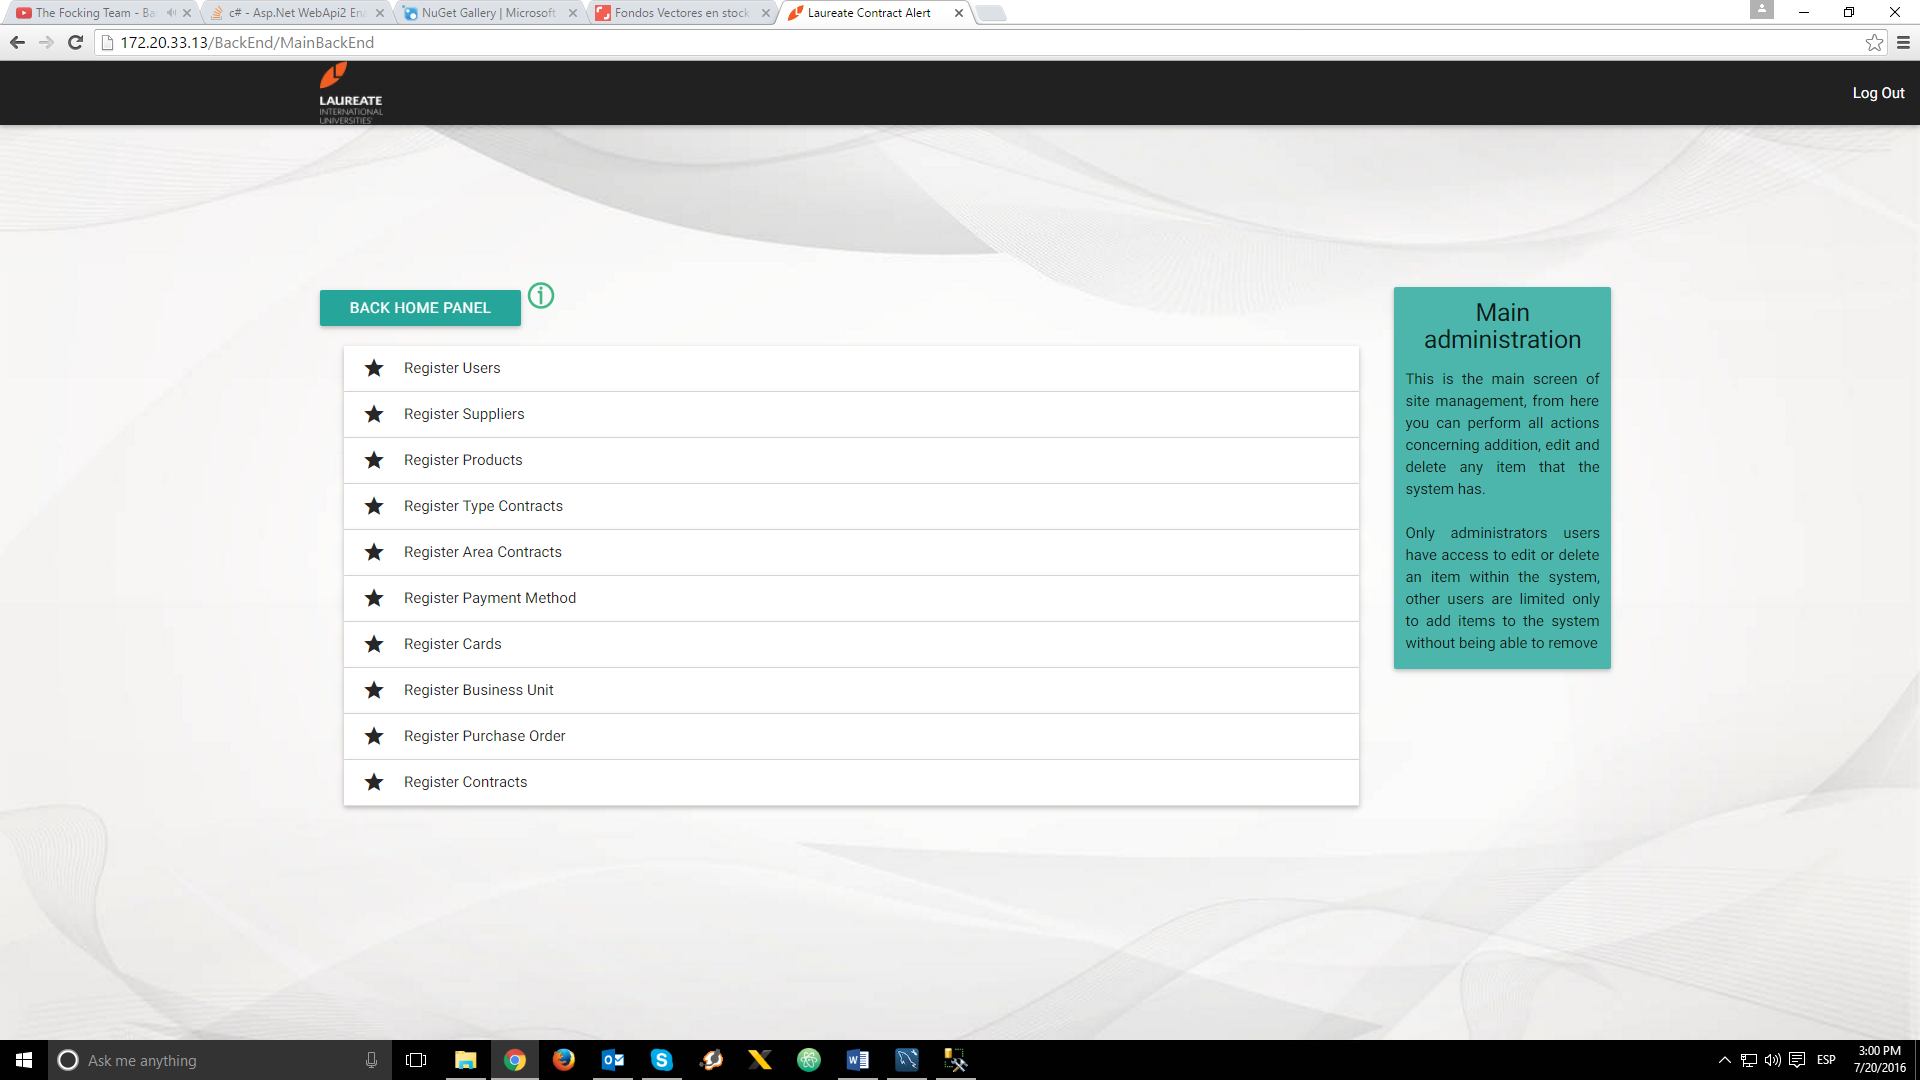 The Focking Team - Ba
c# - Asp.Net WebApi2 En
NuGet Gallery | Microsoft
Fondos Vectores en stock
Laureate Contract Alert
172.20.33.13/BackEnd/MainBackEnd
LAUREATE
INTERNATIONAL
UNIVERSITIES
Log Out
BACK HOME PANEL
Register Users
Register Suppliers
Register Products
Register Type Contracts
Register Area Contracts
Register Payment Method
Register Cards
Register Business Unit
Register Purchase Order
Register Contracts
Main
administration
This is the main screen of
site management, from here
you can perform all actions
concerning addition, edit and
delete any item that the
system has.
Only administrators users
have access to edit or delete
an item within the system,
other users are limited only
to add items to the system
without being able to remove
Ask me anything
ESP
3:00 PM
7/20/2016